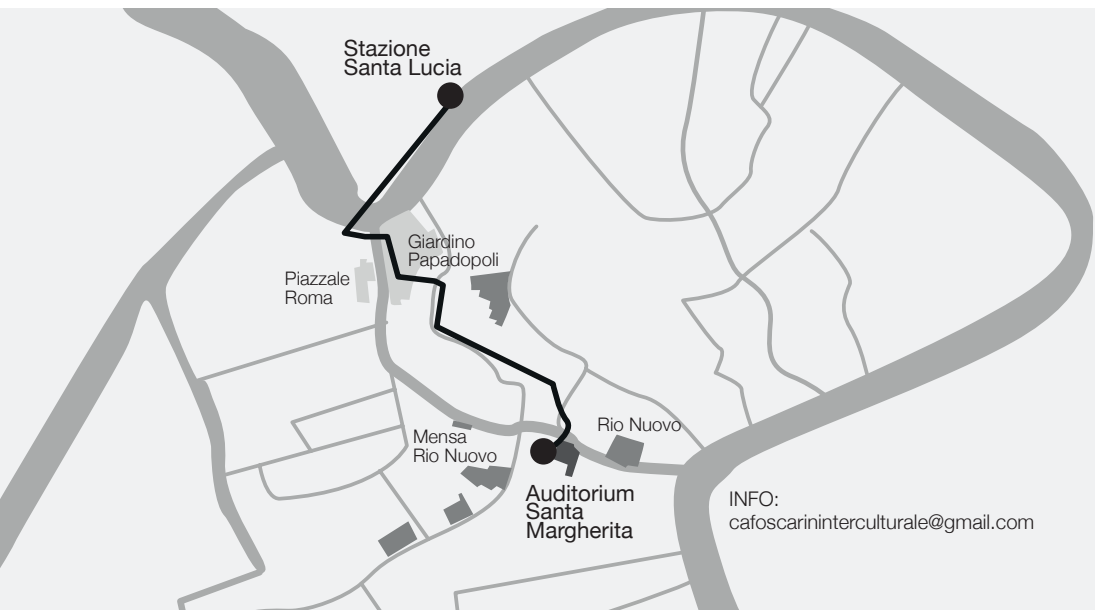 Stazione
Santa Lucia
Giardino
Papadopoli
Piazzale
Roma
Rio Nuovo
Mensa
Rio Nuovo
Auditorium
Santa
Margherita
INFO:
cafoscarininterculturale@gmail.com